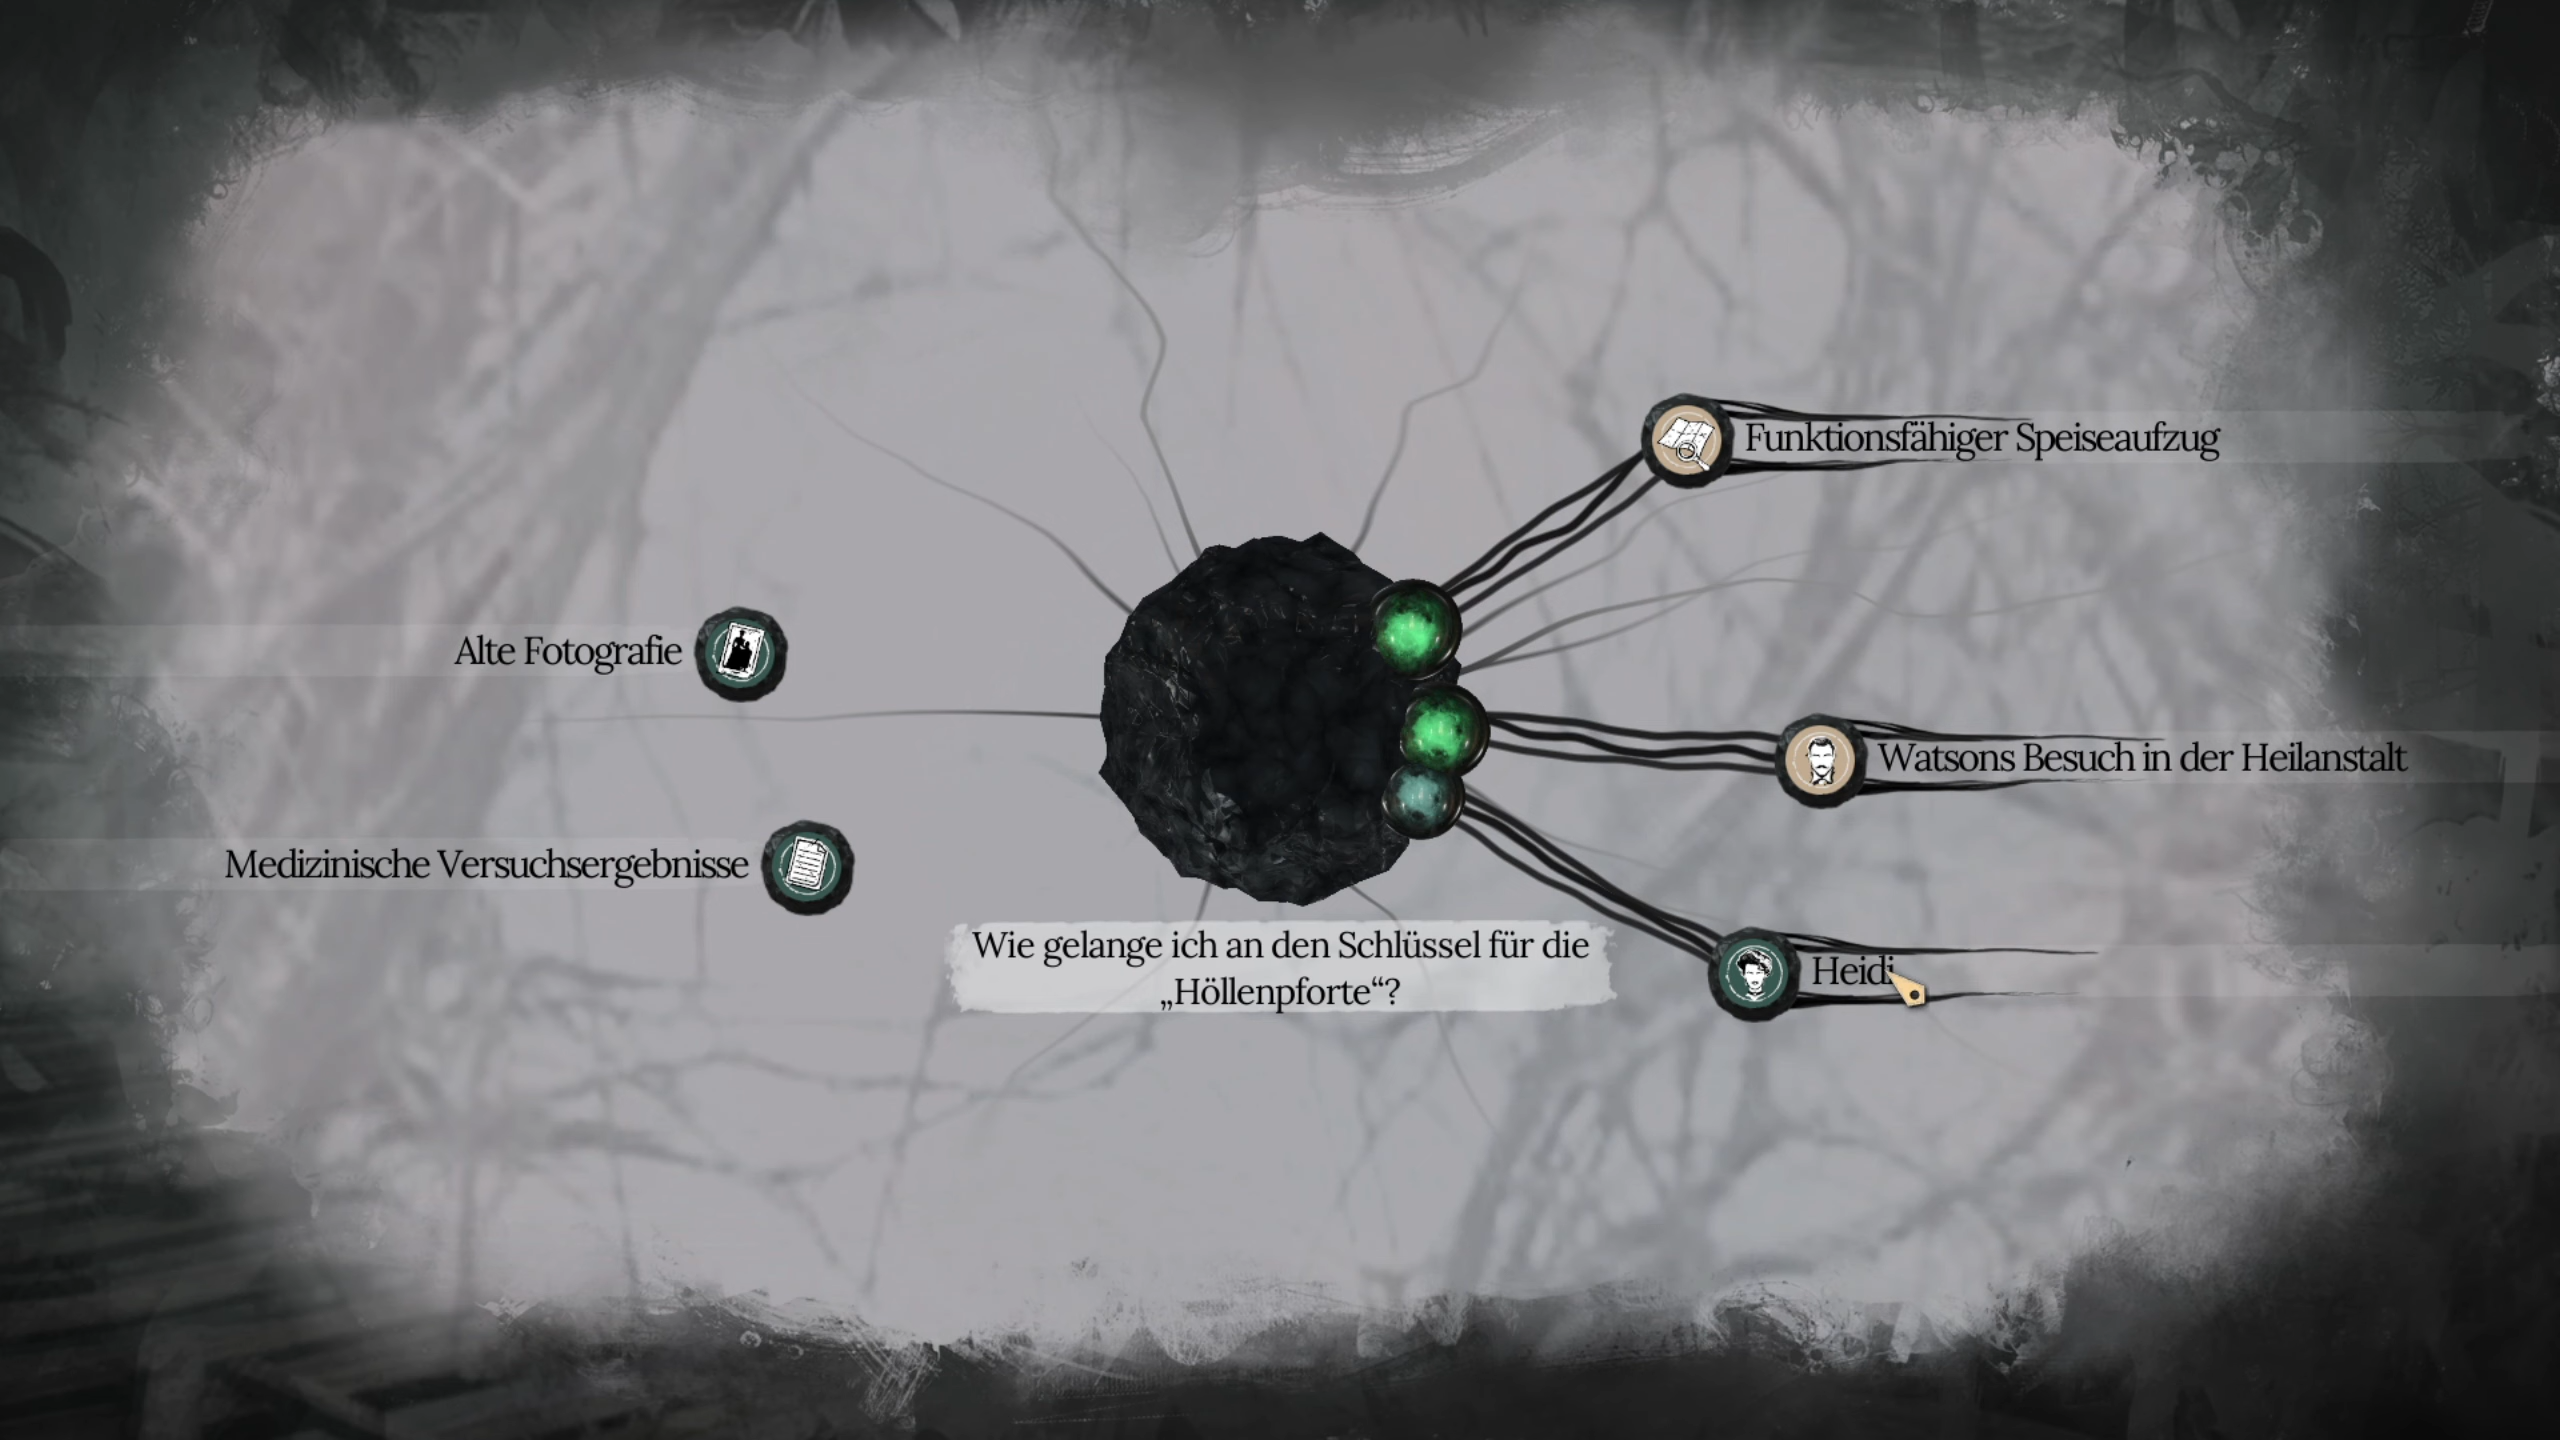 Funktionsfähiger Speiseaufzug
Alte Fotografie
Watsons Besuch in der Heilanstalt
Medizinische Versuchsergebnisse
Wie gelange ich an den Schlüssel für die
„Höllenpforte“?
Heidi